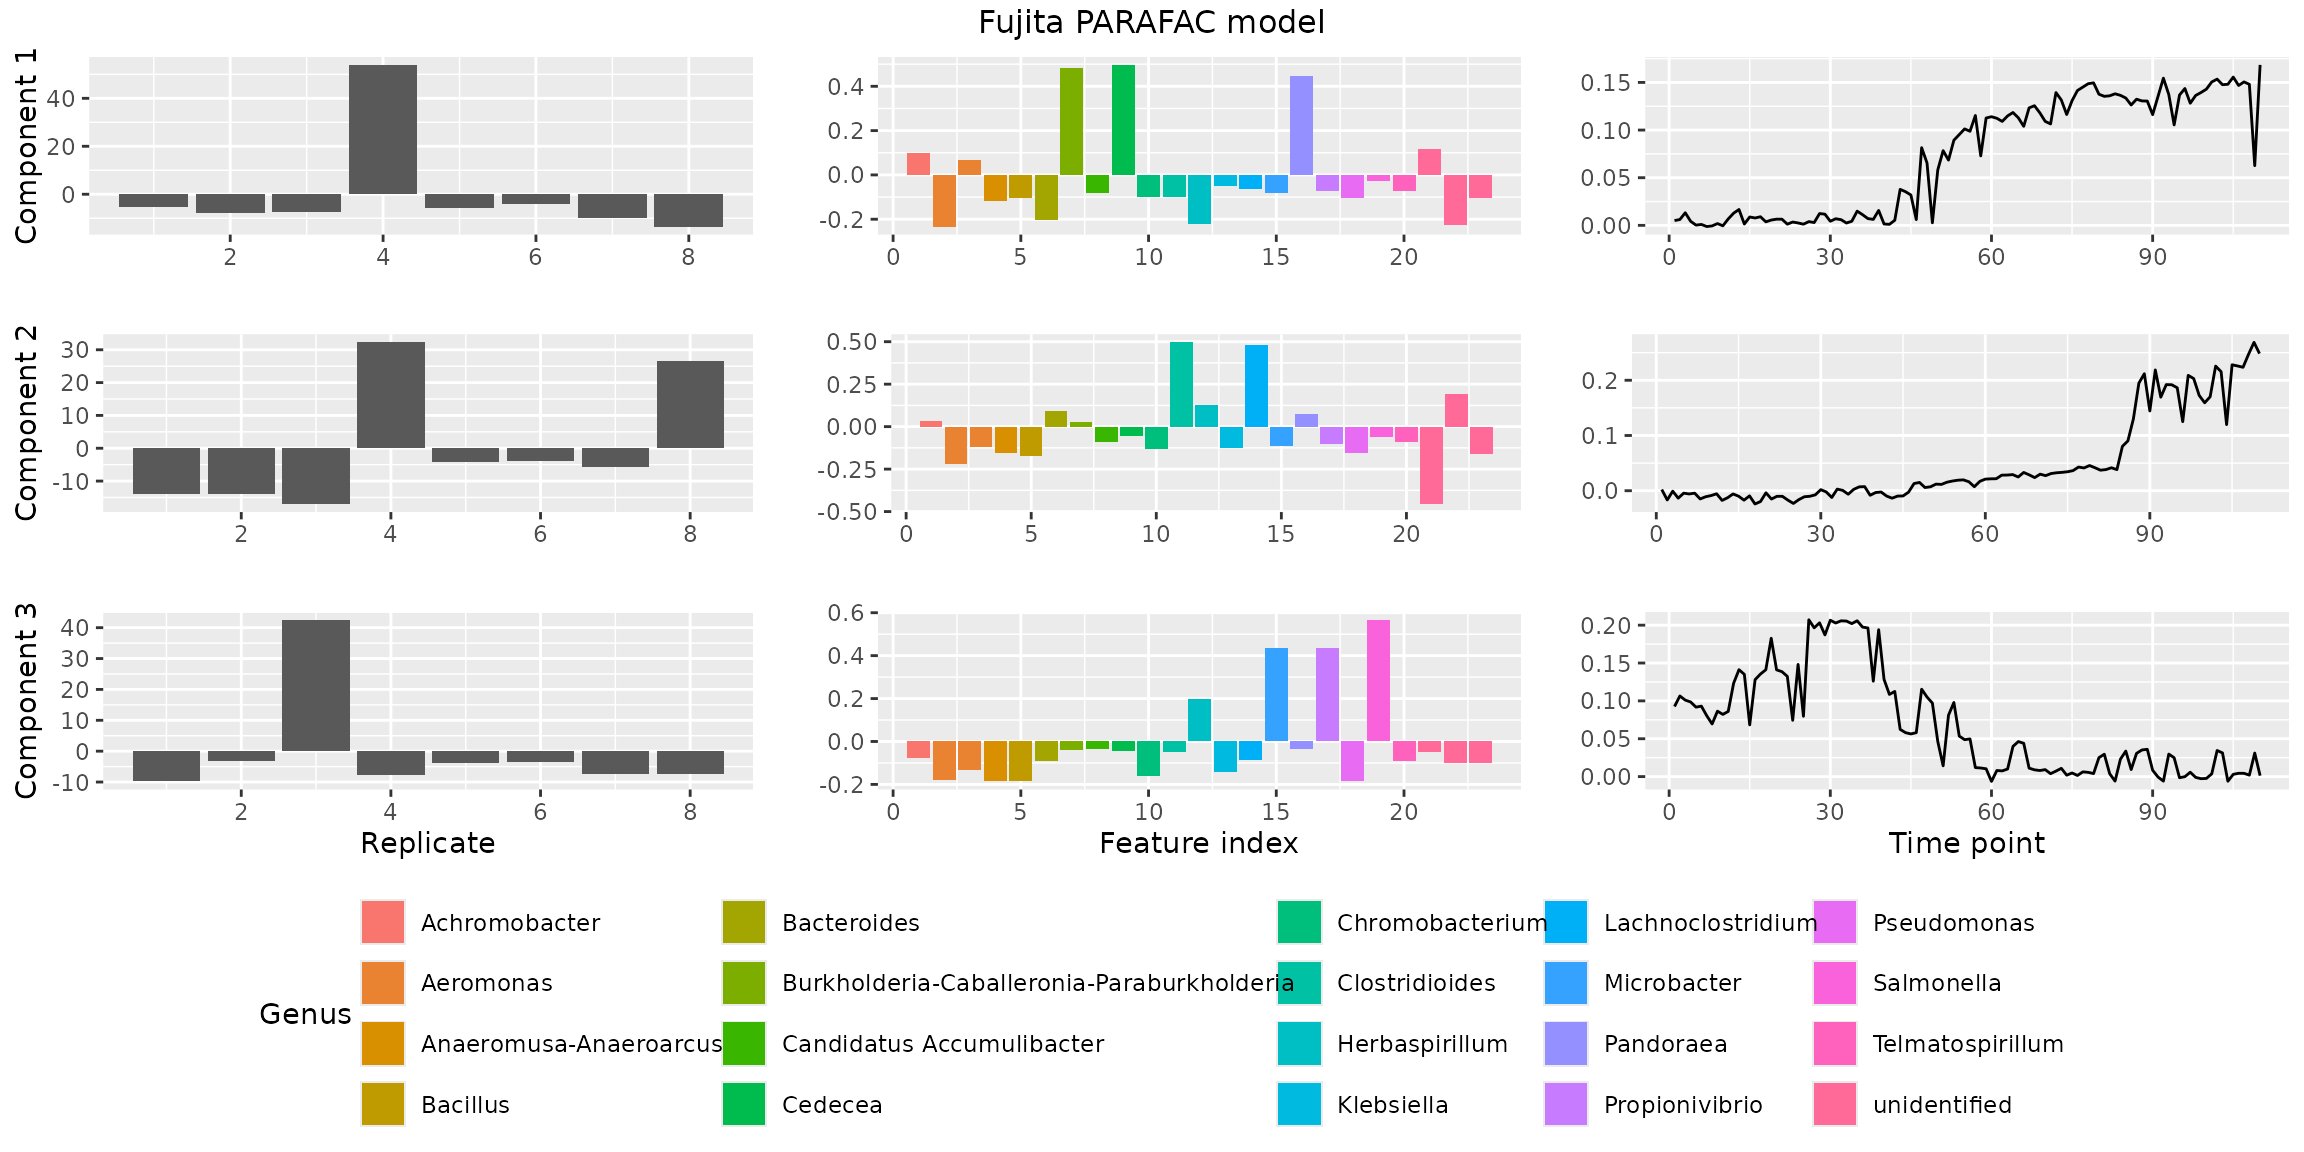 Fujita PARAFAC model
Component 1
40
20
0
2 4 6 8
0.4
0.2
0.0
-0.2
0 5 10 15 20
0.15
0.10
0.05
0.00
0 30 60 90
Component 2
30
20
10
0
-10
2 4 6 8
0.50
0.25
0.00
-0.25
-0.50
0 5 10 15 20
0.2
0.1
0.0
0 30 60 90
Component 3
40
30
20
10
0
-10
2 4 6 8
Replicate
0.6
0.4
0.2
0.0
-0.2
0 5 10 15 20
Feature index
0.20
0.15
0.10
0.05
0.00
0 30 60 90
Time point
Genus
Achromobacter
Aeromonas
Anaeromusa-Anaeroarcus
Bacillus
Bacteroides
Burkholderia-Caballeronia-Paraburkholderia
Candidatus Accumulibacter
Cedecea
Chromobacterium
Clostridioides
Herbaspirillum
Klebsiella
Lachnoclostridium
Microbacter
Pandoraea
Propionivibrio
Pseudomonas
Salmonella
Telmatospirillum
unidentified